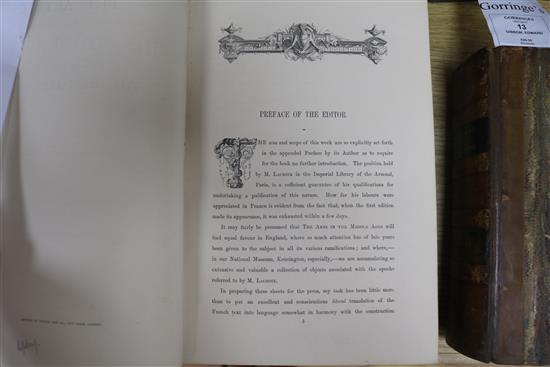 Gorringe's
GORRINGES
13
GIBBON, EDWARD
PREFACE OF THE EDITOR.
THE aim and scope of this work are so explicitly set forth
in the appended Preface by its Author as to require
for the book no further introduction. The position held
by M. LACROIX in the Imperial Library of the Arsenal,
Paris, is a sufficient guarantee of his qualifications for
undertaking a publication of this nature. How far his labours were
appreciated in France is evident from the fact that, when the first edition
made its appearance, it was exhausted within a few days.
It may fairly be presumed that THE ARTS IN THE MIDDLE AGES will
find equal favour in England, where so much attention has of late years
been given to the subject in all its various ramifications; and where,—
in our National Museum, Kensington, especially,—we are accumulating so
extensive and valuable a collection of objects associated with the epochs
referred to by M. LACROIX.
In preparing these sheets for the press, my task has been little more
than to put an excellent and conscientious literal translation of the
French text into language somewhat in harmony with the construction
b